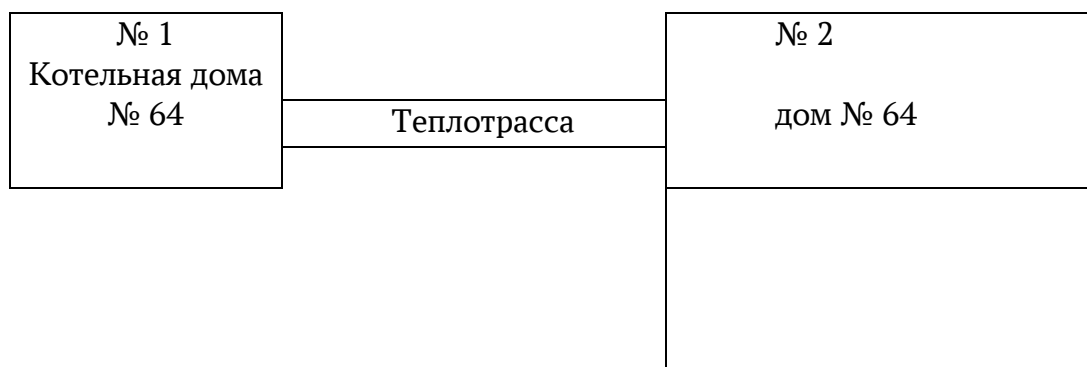 № 1
Котельная дома
№ 64
Теплотрасса
№ 2
дом № 64